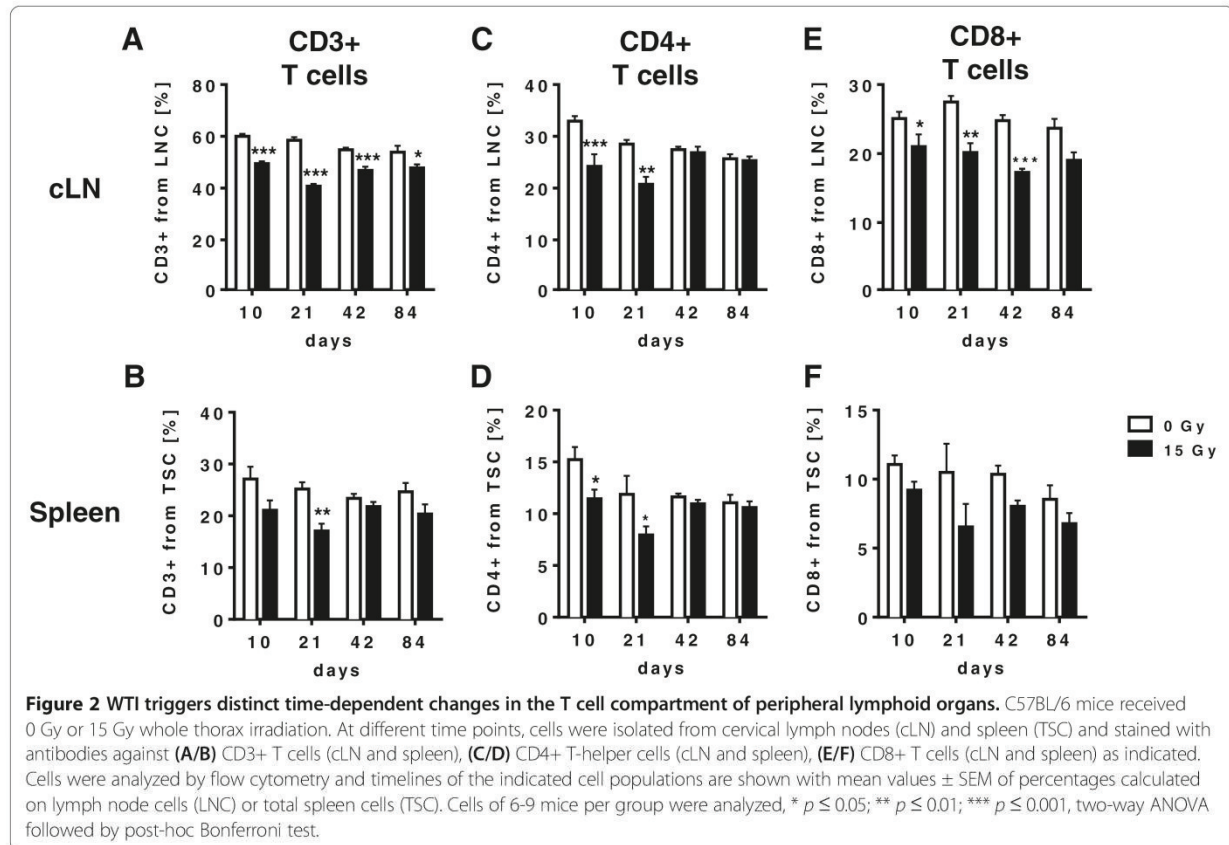 A
CD3+
T cells
CD3+ from LNC [%]
80
60
40
20
0
***
***
***
*
10 21 42 84
days
C
CD4+
T cells
CD4+ from LNC [%]
40
30
20
10
0
***
**
10 21 42 84
days
E
CD8+
T cells
CD8+ from LNC [%]
30
20
10
0
*
**
***
10 21 42 84
days
cLN
B
CD3+ from TSC [%]
40
30
20
10
0
**
10 21 42 84
days
D
CD4+ from TSC [%]
20
15
10
5
0
*
*
10 21 42 84
days
F
CD8+ from TSC [%]
15
10
5
0
10 21 42 84
days
Spleen
0 Gy
15 Gy
Figure 2 WTI triggers distinct time-dependent changes in the T cell compartment of peripheral lymphoid organs. C57BL/6 mice received
0 Gy or 15 Gy whole thorax irradiation. At different time points, cells were isolated from cervical lymph nodes (cLN) and spleen (TSC) and stained with
antibodies against (A/B) CD3+ T cells (cLN and spleen), (C/D) CD4+ T-helper cells (cLN and spleen), (E/F) CD8+ T cells (cLN and spleen) as indicated.
Cells were analyzed by flow cytometry and timelines of the indicated cell populations are shown with mean values ± SEM of percentages calculated
on lymph node cells (LNC) or total spleen cells (TSC). Cells of 6-9 mice per group were analyzed, * p ≤ 0.05; ** p ≤ 0.01; *** p ≤ 0.001, two-way ANOVA
followed by post-hoc Bonferroni test.